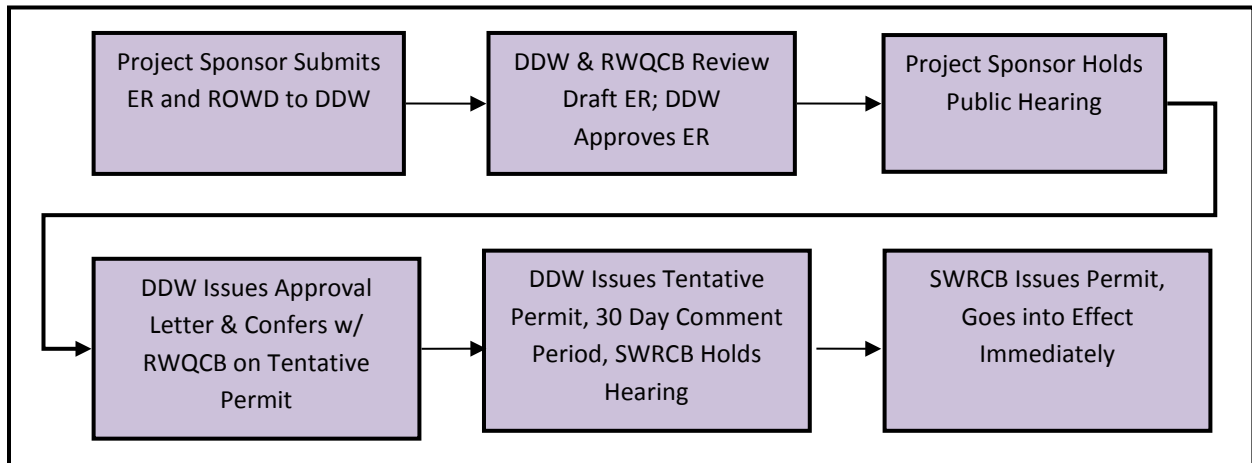 Project Sponsor Submits
ER and ROWD to DDW
DDW & RWQCB Review
Draft ER; DDW
Approves ER
Project Sponsor Holds
Public Hearing
DDW Issues Approval
Letter & Confers w/
RWQCB on Tentative
Permit
DDW Issues Tentative
Permit, 30 Day Comment
Period, SWRCB Holds
Hearing
SWRCB Issues Permit,
Goes into Effect
Immediately